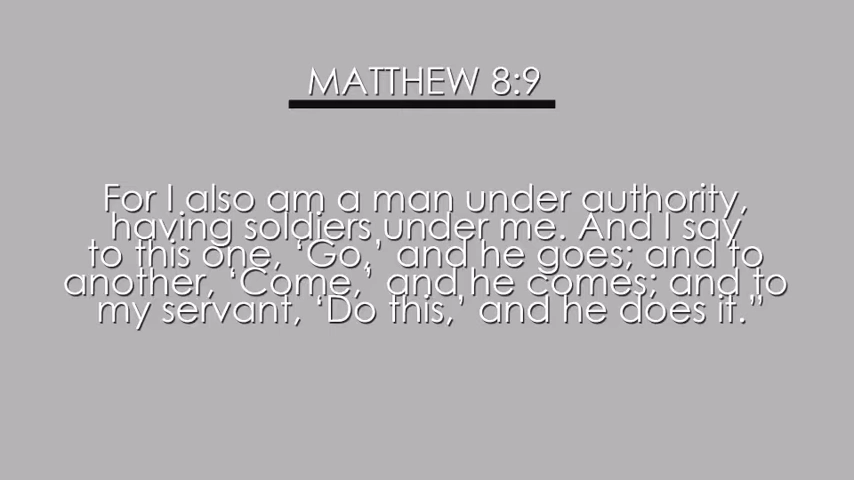 MATTHEW 8:9
For I also am a man under authority,
having soldiers under me. And I say
to this one, ‘Go,’ and he goes; and to
another, ‘Come,’ and he comes; and to
my servant, ‘Do this,’ and he does it.”